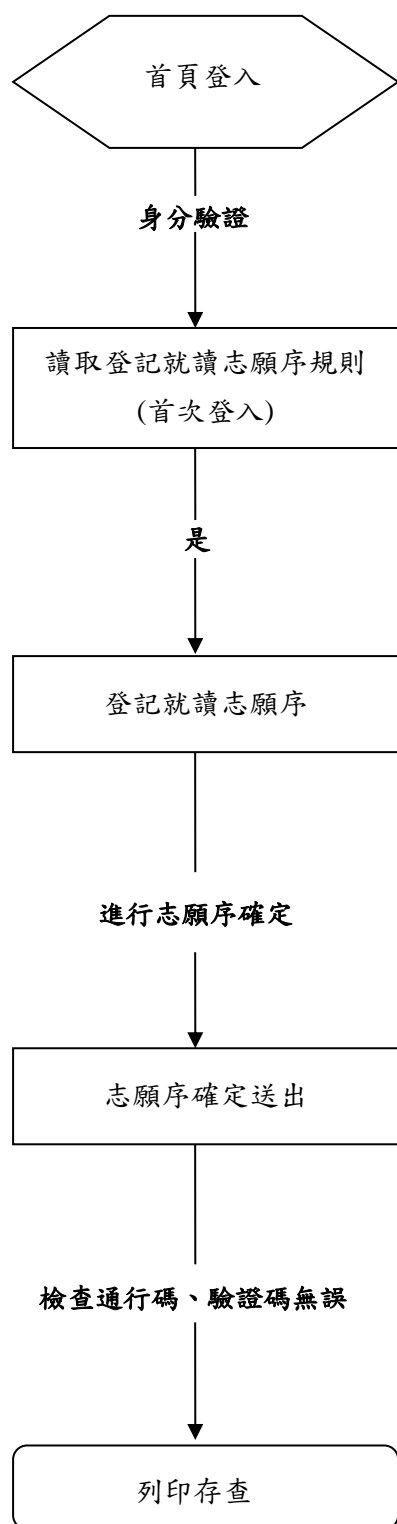 首頁登入
身分驗證
讀取登記就讀志願序規則
(首次登入)
是
登記就讀志願序
進行志願序確定
志願序確定送出
檢查通行碼、驗證碼無誤
列印存查